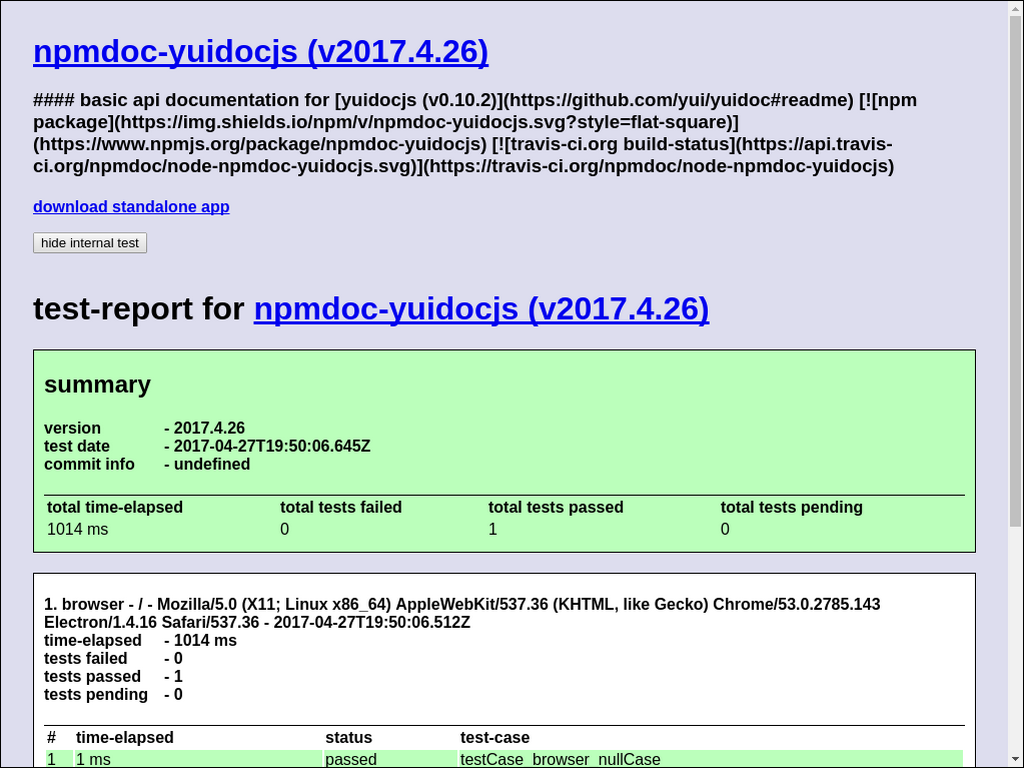 npmdoc-yuidocjs (v2017.4.26)
#### basic api documentation for [yuidocjs (v0.10.2)](https://github.com/yui/yuidoc#readme) [![npm
package](https://img.shields.io/npm/v/npmdoc-yuidocjs.svg?style=flat-square)]
(https://www.npmjs.org/package/npmdoc-yuidocjs) [![travis-ci.org build-status](https://api.travis-
ci.org/npmdoc/node-npmdoc-yuidocjs.svg)](https://travis-ci.org/npmdoc/node-npmdoc-yuidocjs)
download standalone app
hide internal test
test-report for npmdoc-yuidocjs (v2017.4.26)
summary
version - 2017.4.26
test date - 2017-04-27T19:50:06.645Z
commit info - undefined
total time-elapsed total tests failed total tests passed total tests pending
1014 ms 0 1 0
1. browser - / - Mozilla/5.0 (X11; Linux x86_64) AppleWebKit/537.36 (KHTML, like Gecko) Chrome/53.0.2785.143
Electron/1.4.16 Safari/537.36 - 2017-04-27T19:50:06.512Z
time-elapsed - 1014 ms
tests failed - 0
tests passed - 1
tests pending - 0
# time-elapsed status test-case
1 1 ms passed testCase_browser_nullCase